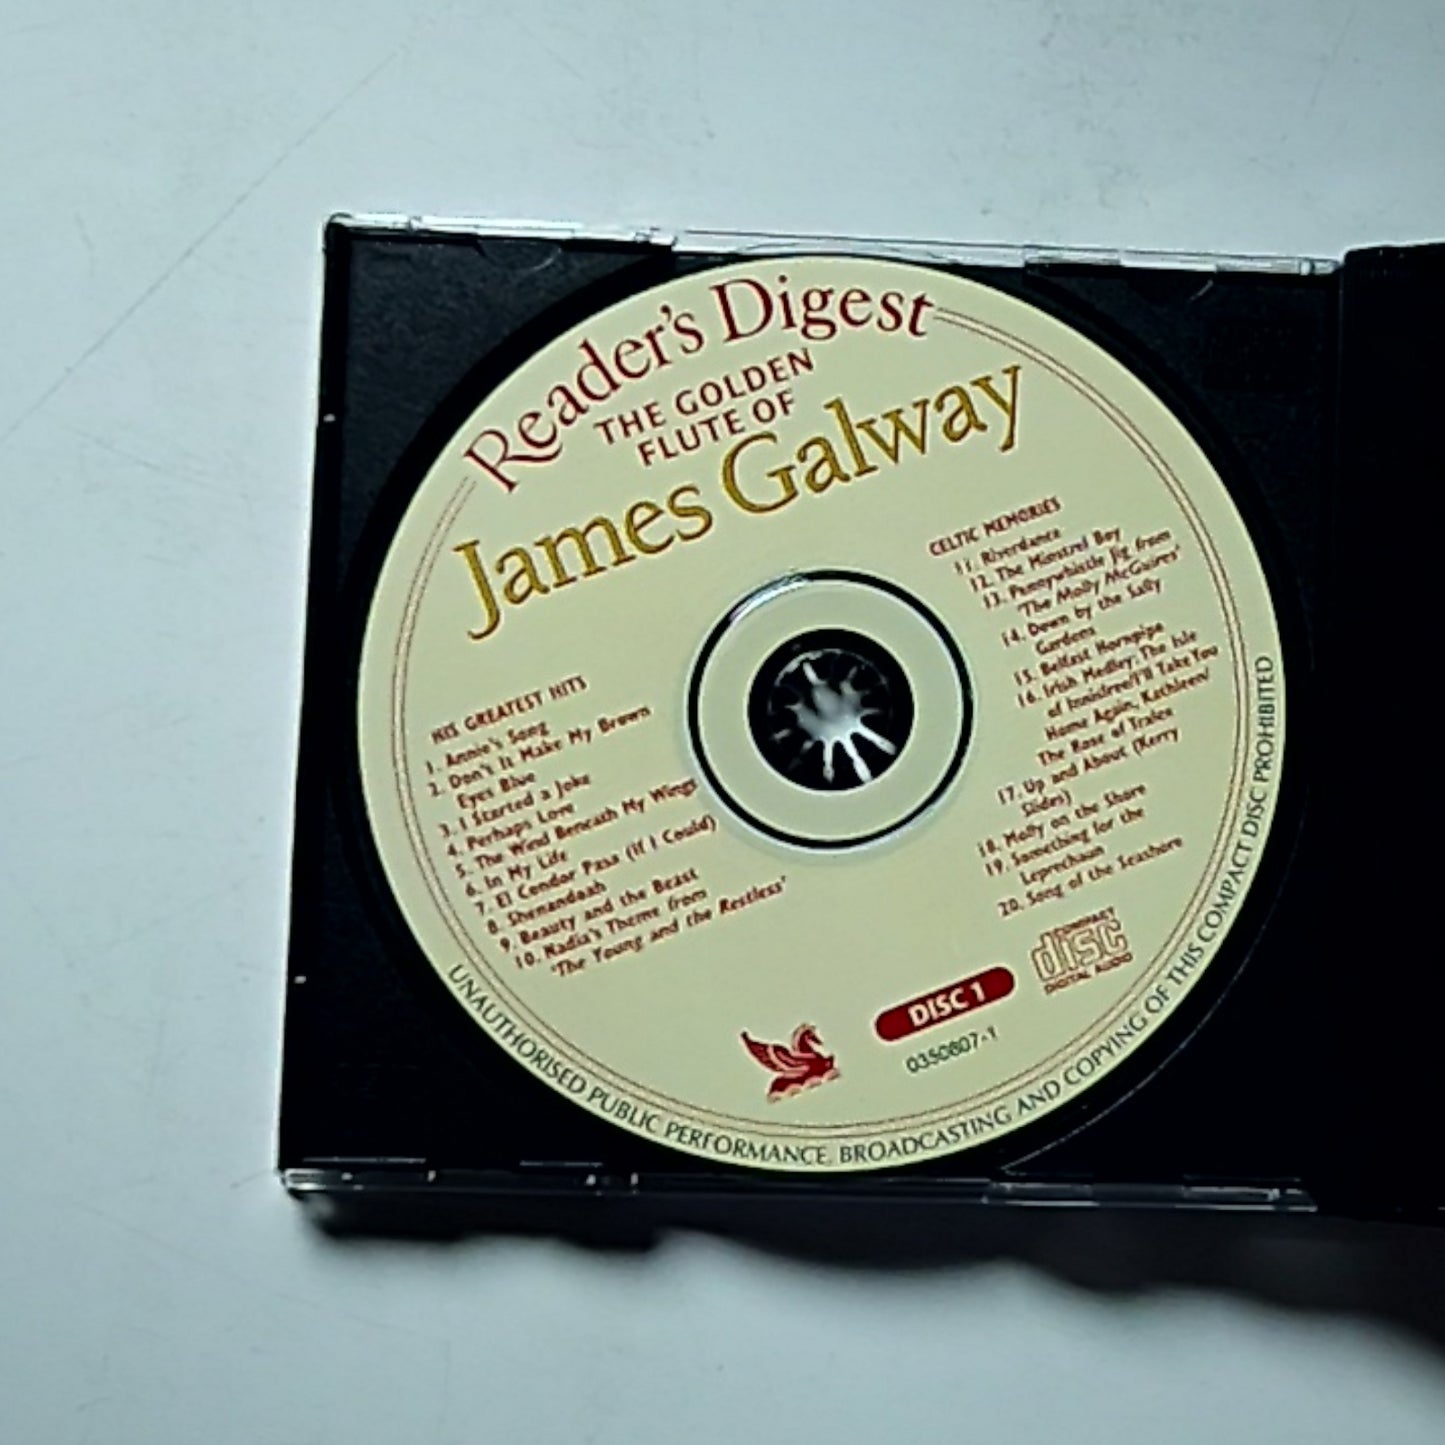 Reader's Digest
THE GOLDEN
FLUTE OF
James Galway
HIS GREATEST HITS
1. Annie's Song
2. Don't It Make My Brown
Eyes Blue
3. I Started a Joke
4. Perhaps Love
5. The Wind Beneath My Wings
6. In My Life
7. El Condor Pasa (If I Could)
8. Shenandoah
9. Beauty and the Beast
10. Nadia's Theme from
'The Young and the Restless'
CELTIC MEMORIES
11. Riverdance
12. The Minstrel Boy
13. Pennywhistle Jig from
'The Molly McGuires'
14. Down by the Sally
Gardens
15. Belfast Hornpipe
16. Irish Medley: The Isle
of Innisfree/I'll Take You
Home Again, Kathleen/
The Rose of Tralee
17. Up and About (Kerry
Slides)
18. Molly on the Shore
19. Something for the
Leprechaun
20. Song of the Seashore
COMPACT
disc
DIGITAL AUDIO
DISC 1
0350807-1
UNAUTHORISED PUBLIC PERFORMANCE, BROADCASTING AND COPYING OF THIS COMPACT DISC PROHIBITED